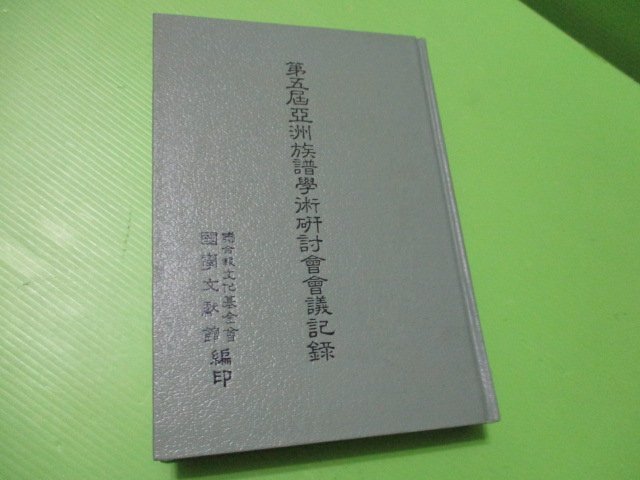 第五屆亞洲族譜學術研討會會議記錄
聯合報文化基金會
國學文獻館
編印